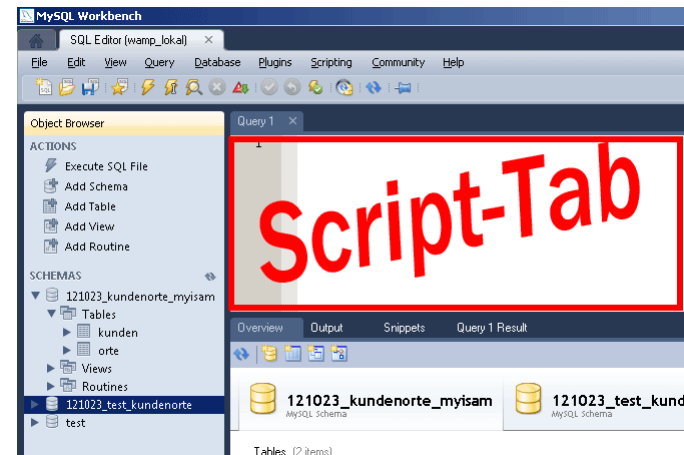 MySQL Workbench
SQL Editor (wamp_lokal) ×
File Edit View Query Database Plugins Scripting Community Help
Object Browser
Query 1 ×
ACTIONS
Execute SQL File
Add Schema
Add Table
Add View
Add Routine
SCHEMAS
121023_kundenorte_myisam
Tables
kunden
orte
Views
Routines
121023_test_kundenorte
test
1
Script-Tab
Overview Output Snippets Query 1 Result
121023_kundenorte_myisam
MySQL Schema
121023_test_kund
MySQL Schema
Tables (2 items)